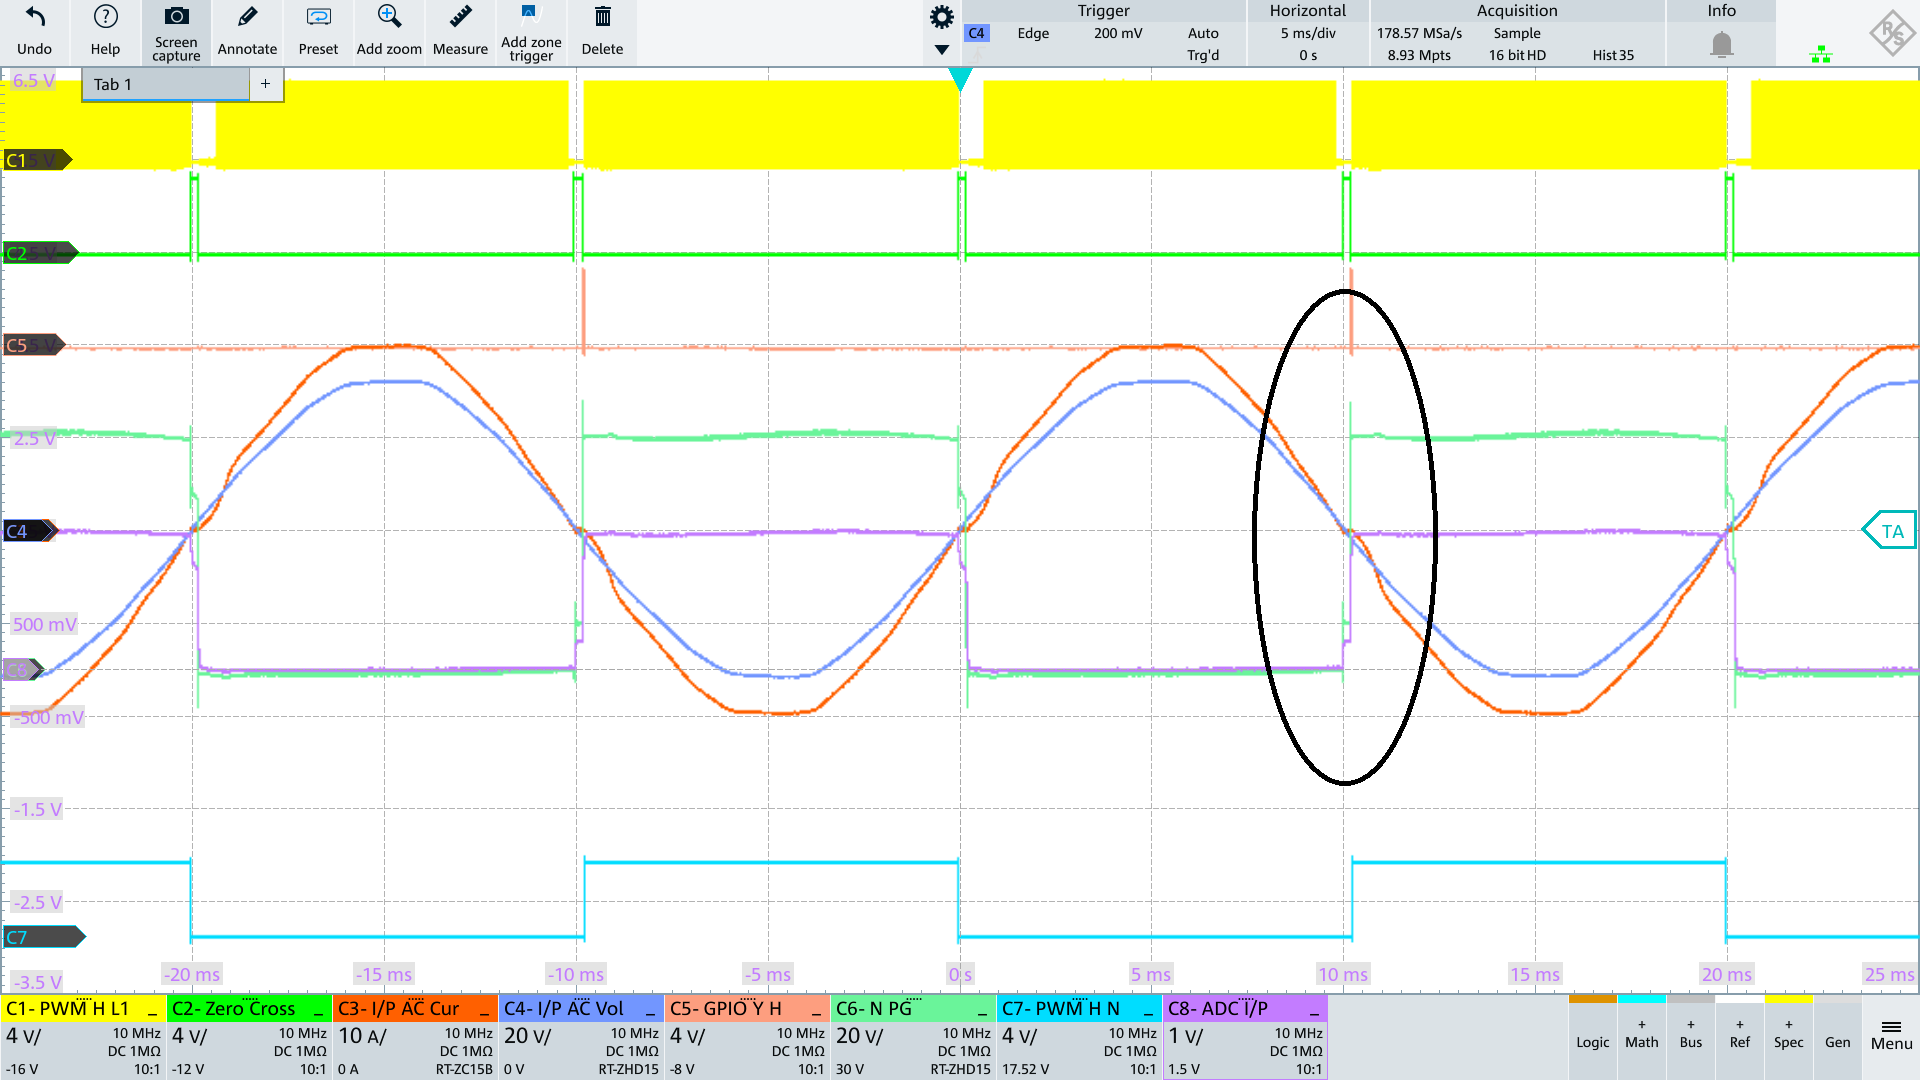 Undo
Help
Screen capture
Annotate
Preset
Add zoom
Measure
Add zone trigger
Delete
Trigger
C4 Edge 200 mV Auto
Trg'd
Horizontal
5 ms/div
0 s
Acquisition
178.57 MSa/s Sample
8.93 Mpts 16 bit HD Hist 35
Info
R&S
6.5 V
Tab 1 +
C1
C2
C5
2.5 V
C4
TA
500 mV
C6
-500 mV
-1.5 V
-2.5 V
C7
-3.5 V
-20 ms
-15 ms
-10 ms
-5 ms
0 s
5 ms
10 ms
15 ms
20 ms
25 ms
C1- PWM H L1
4 V/ 10 MHz
DC 1MΩ
-16 V 10:1
C2- Zero Cross
4 V/ 10 MHz
DC 1MΩ
-12 V 10:1
C3- I/P AC Cur
10 A/ 10 MHz
DC 1MΩ
0 A RT-ZC15B
C4- I/P AC Vol
20 V/ 10 MHz
DC 1MΩ
0 V RT-ZHD15
C5- GPIO Y H
4 V/ 10 MHz
DC 1MΩ
-8 V 10:1
C6- N PG
20 V/ 10 MHz
DC 1MΩ
30 V RT-ZHD15
C7- PWM H N
4 V/ 10 MHz
DC 1MΩ
17.52 V 10:1
C8- ADC I/P
1 V/ 10 MHz
DC 1MΩ
1.5 V 10:1
Logic
+ Math
+ Bus
+ Ref
+ Spec
Gen
Menu